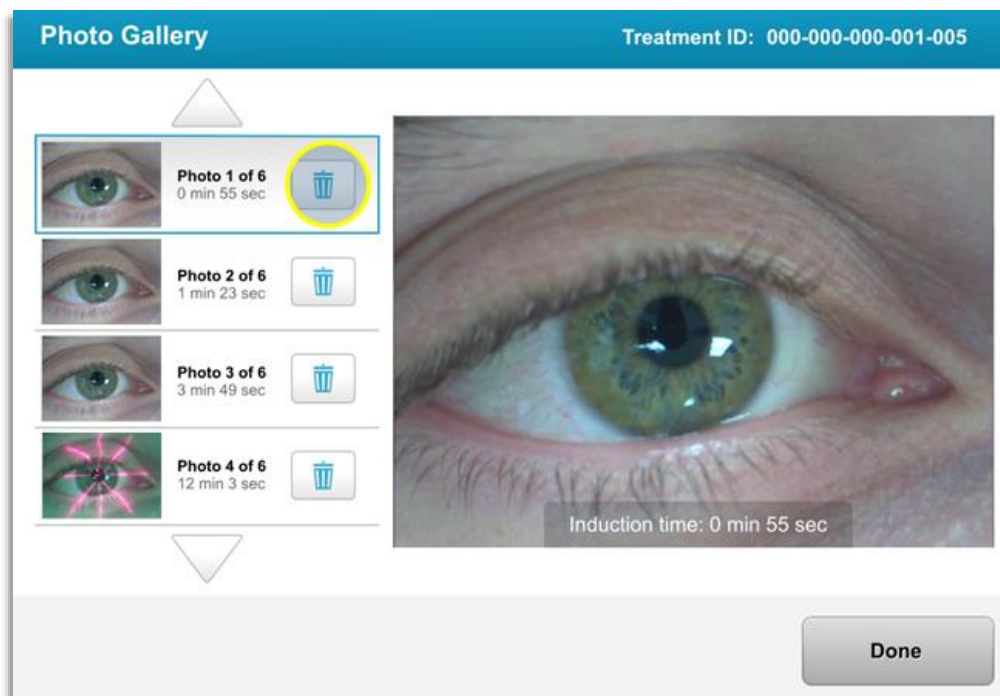 Photo Gallery
Treatment ID: 000-000-000-001-005
Photo 1 of 6
0 min 55 sec
Photo 2 of 6
1 min 23 sec
Photo 3 of 6
3 min 49 sec
Photo 4 of 6
12 min 3 sec
Induction time: 0 min 55 sec
Done